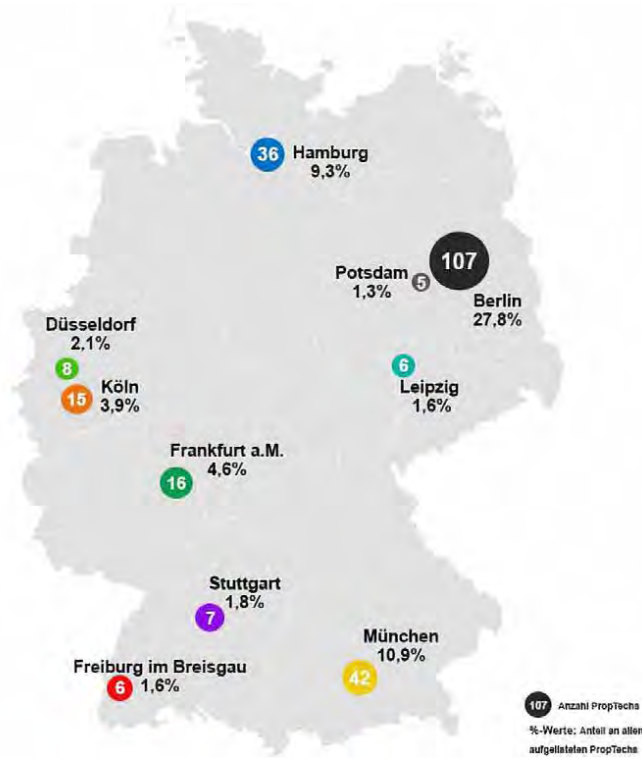 36
Hamburg
9,3%
107
Potsdam
1,3%
5
Berlin
27,8%
Düsseldorf
2,1%
8
15
Köln
3,9%
6
Leipzig
1,6%
Frankfurt a.M.
4,6%
16
Stuttgart
1,8%
7
München
10,9%
42
Freiburg im Breisgau
6
1,6%
107 Anzahl PropTechs
%-Werte: Anteil an allen
aufgelisteten PropTechs